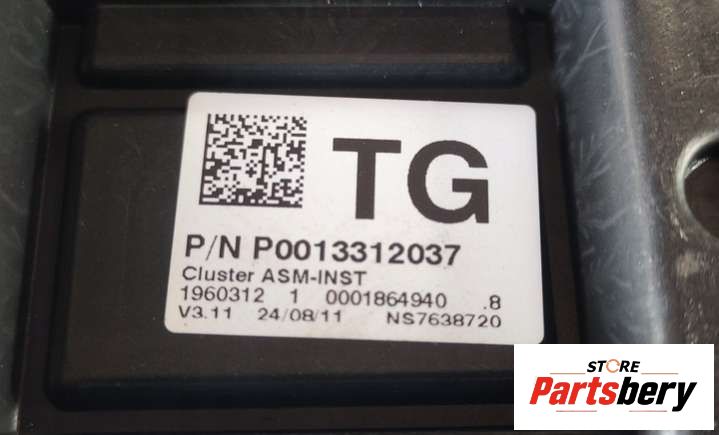 TG
P/N P0013312037
Cluster ASM-INST
1960312 1 0001864940 .8
V3.11 24/08/11 NS7638720
STORE
Partsbery